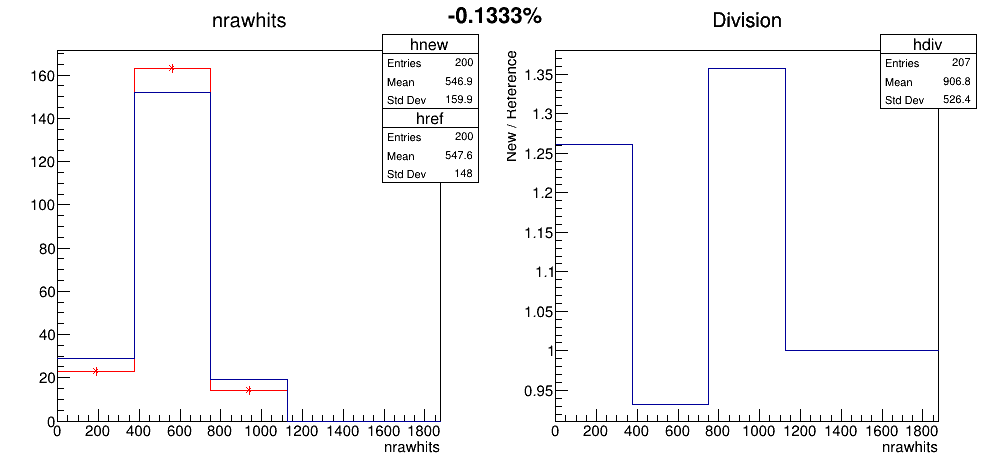 -0.1333%
nrawhits
hnew
Entries 200
Mean 546.9
Std Dev 159.9
href
Entries 200
Mean 547.6
Std Dev 148
160
140
120
100
80
60
40
20
0
0 200 400 600 800 1000 1200 1400 1600 1800
nrawhits
Division
hdiv
Entries 207
Mean 906.8
Std Dev 526.4
New / Reference
1.35
1.3
1.25
1.2
1.15
1.1
1.05
1
0.95
0 200 400 600 800 1000 1200 1400 1600 1800
nrawhits